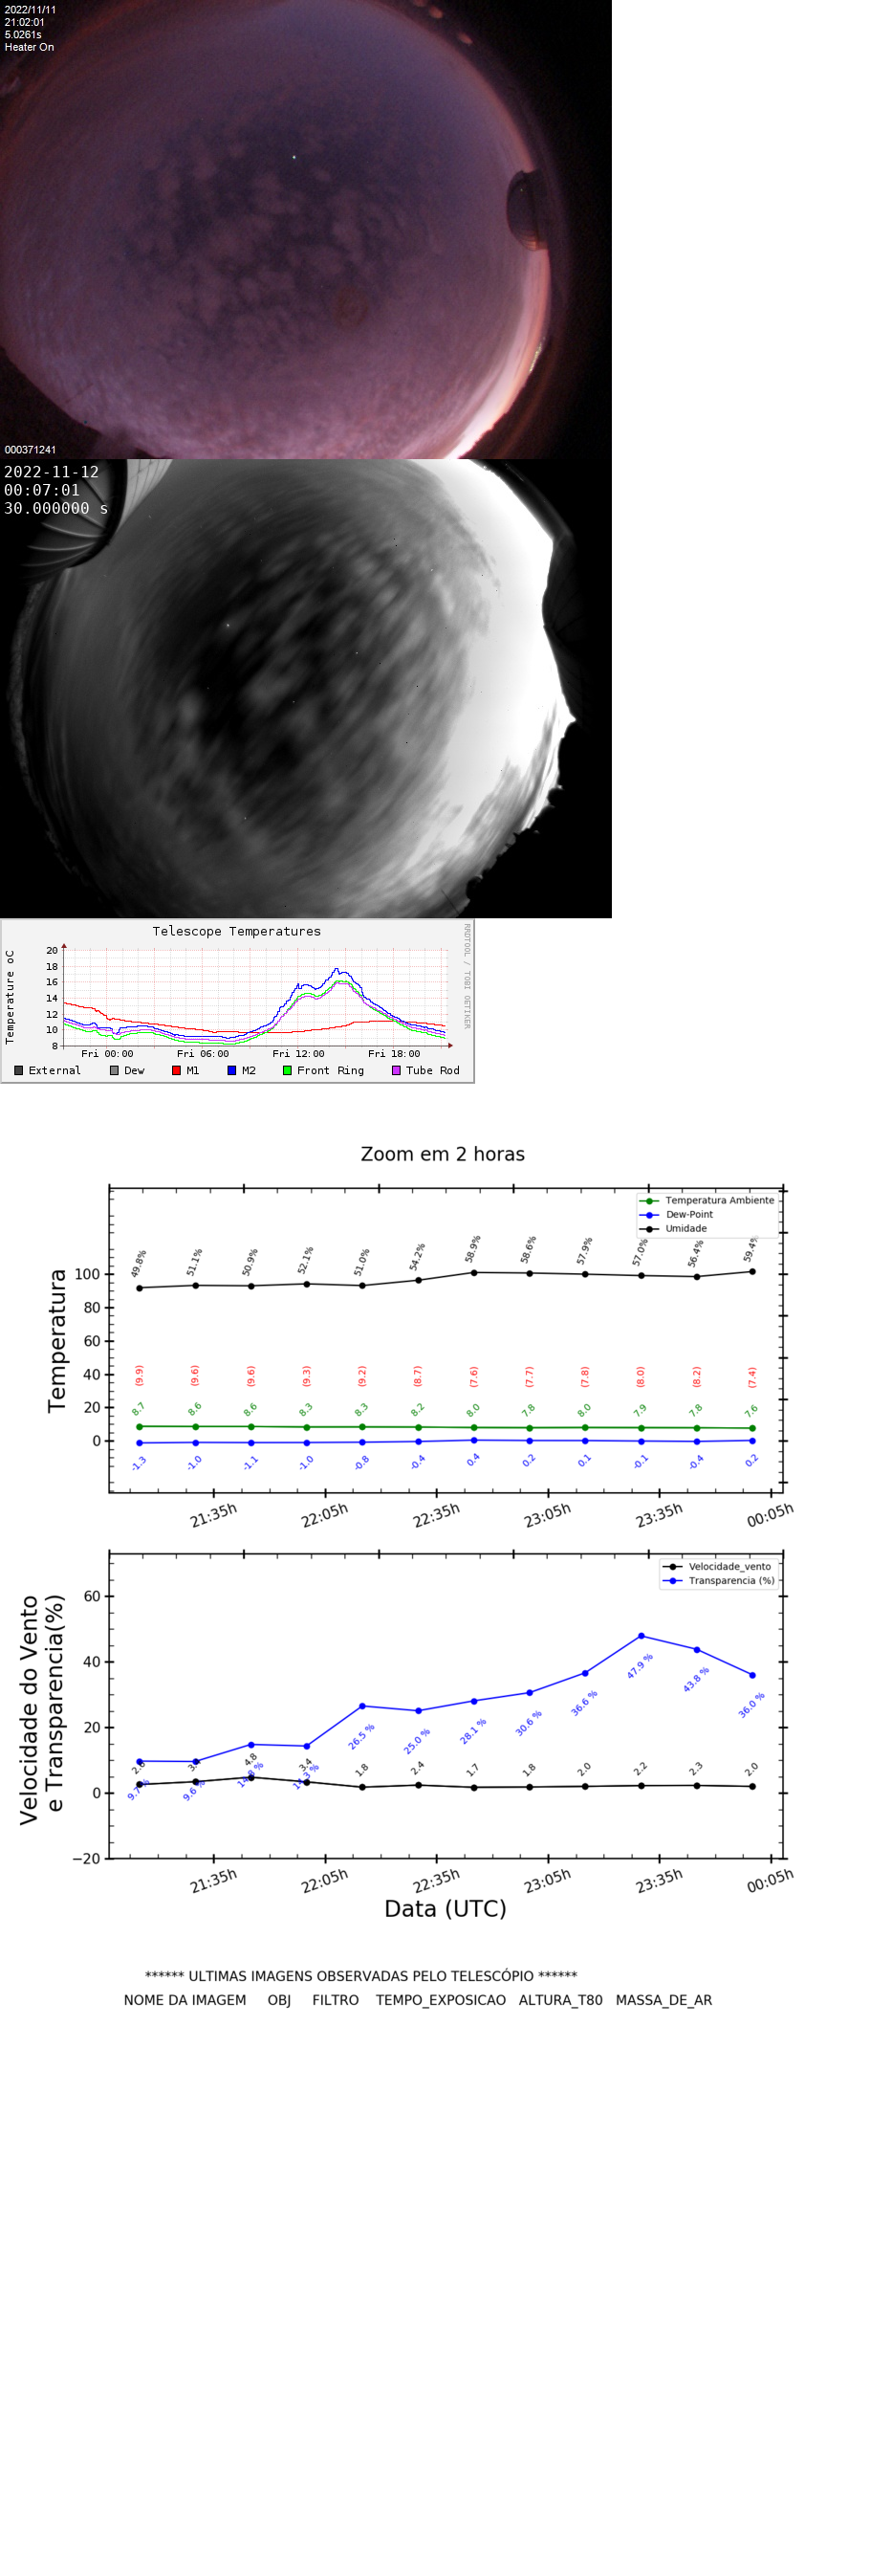 2022/11/11
21:02:01
5.0261s
Heater On
000371241
2022-11-12
00:07:01
30.000000 s
Telescope Temperatures
RRDTOOL / TOBI OETIKER
Temperature oC
20
18
16
14
12
10
8
Fri 00:00 Fri 06:00 Fri 12:00 Fri 18:00
External Dew M1 M2 Front Ring Tube Rod
Zoom em 2 horas
Temperatura Ambiente
Dew-Point
Umidade
Temperatura
100
80
60
40
20
0
49.8% 51.1% 50.9% 52.1% 51.0% 54.2% 58.9% 58.6% 57.9% 57.0% 56.4% 59.4%
(9.9) (9.6) (9.6) (9.3) (9.2) (8.7) (7.6) (7.7) (7.8) (8.0) (8.2) (7.4)
8.7 8.6 8.6 8.3 8.3 8.2 8.0 7.8 8.0 7.9 7.8 7.6
-1.3 -1.0 -1.1 -1.0 -0.8 -0.4 0.4 0.2 0.1 -0.1 -0.4 0.2
21:35h 22:05h 22:35h 23:05h 23:35h 00:05h
Velocidade_vento
Transparencia (%)
Velocidade do Vento
e Transparencia(%)
60
40
20
0
−20
2.6 4.8 3.4 1.8 2.4 1.7 1.8 2.0 2.2 2.3 2.0
9.6 % 26.5 % 25.0 % 28.1 % 30.6 % 36.6 % 47.9 % 43.8 % 36.0 %
21:35h 22:05h 22:35h 23:05h 23:35h 00:05h
Data (UTC)
****** ULTIMAS IMAGENS OBSERVADAS PELO TELESCÓPIO ******
NOME DA IMAGEM OBJ FILTRO TEMPO_EXPOSICAO ALTURA_T80 MASSA_DE_AR